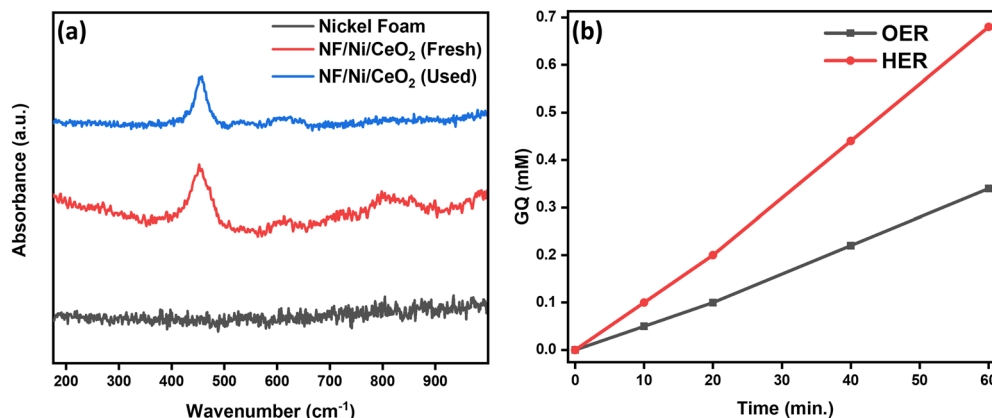 (a)
Nickel Foam
NF/Ni/CeO₂ (Fresh)
NF/Ni/CeO₂ (Used)
Absorbance (a.u.)
200 300 400 500 600 700 800 900
Wavenumber (cm⁻¹)
(b)
OER
HER
GQ (mM)
0.7
0.6
0.5
0.4
0.3
0.2
0.1
0.0
0 10 20 30 40 50 60
Time (min.)